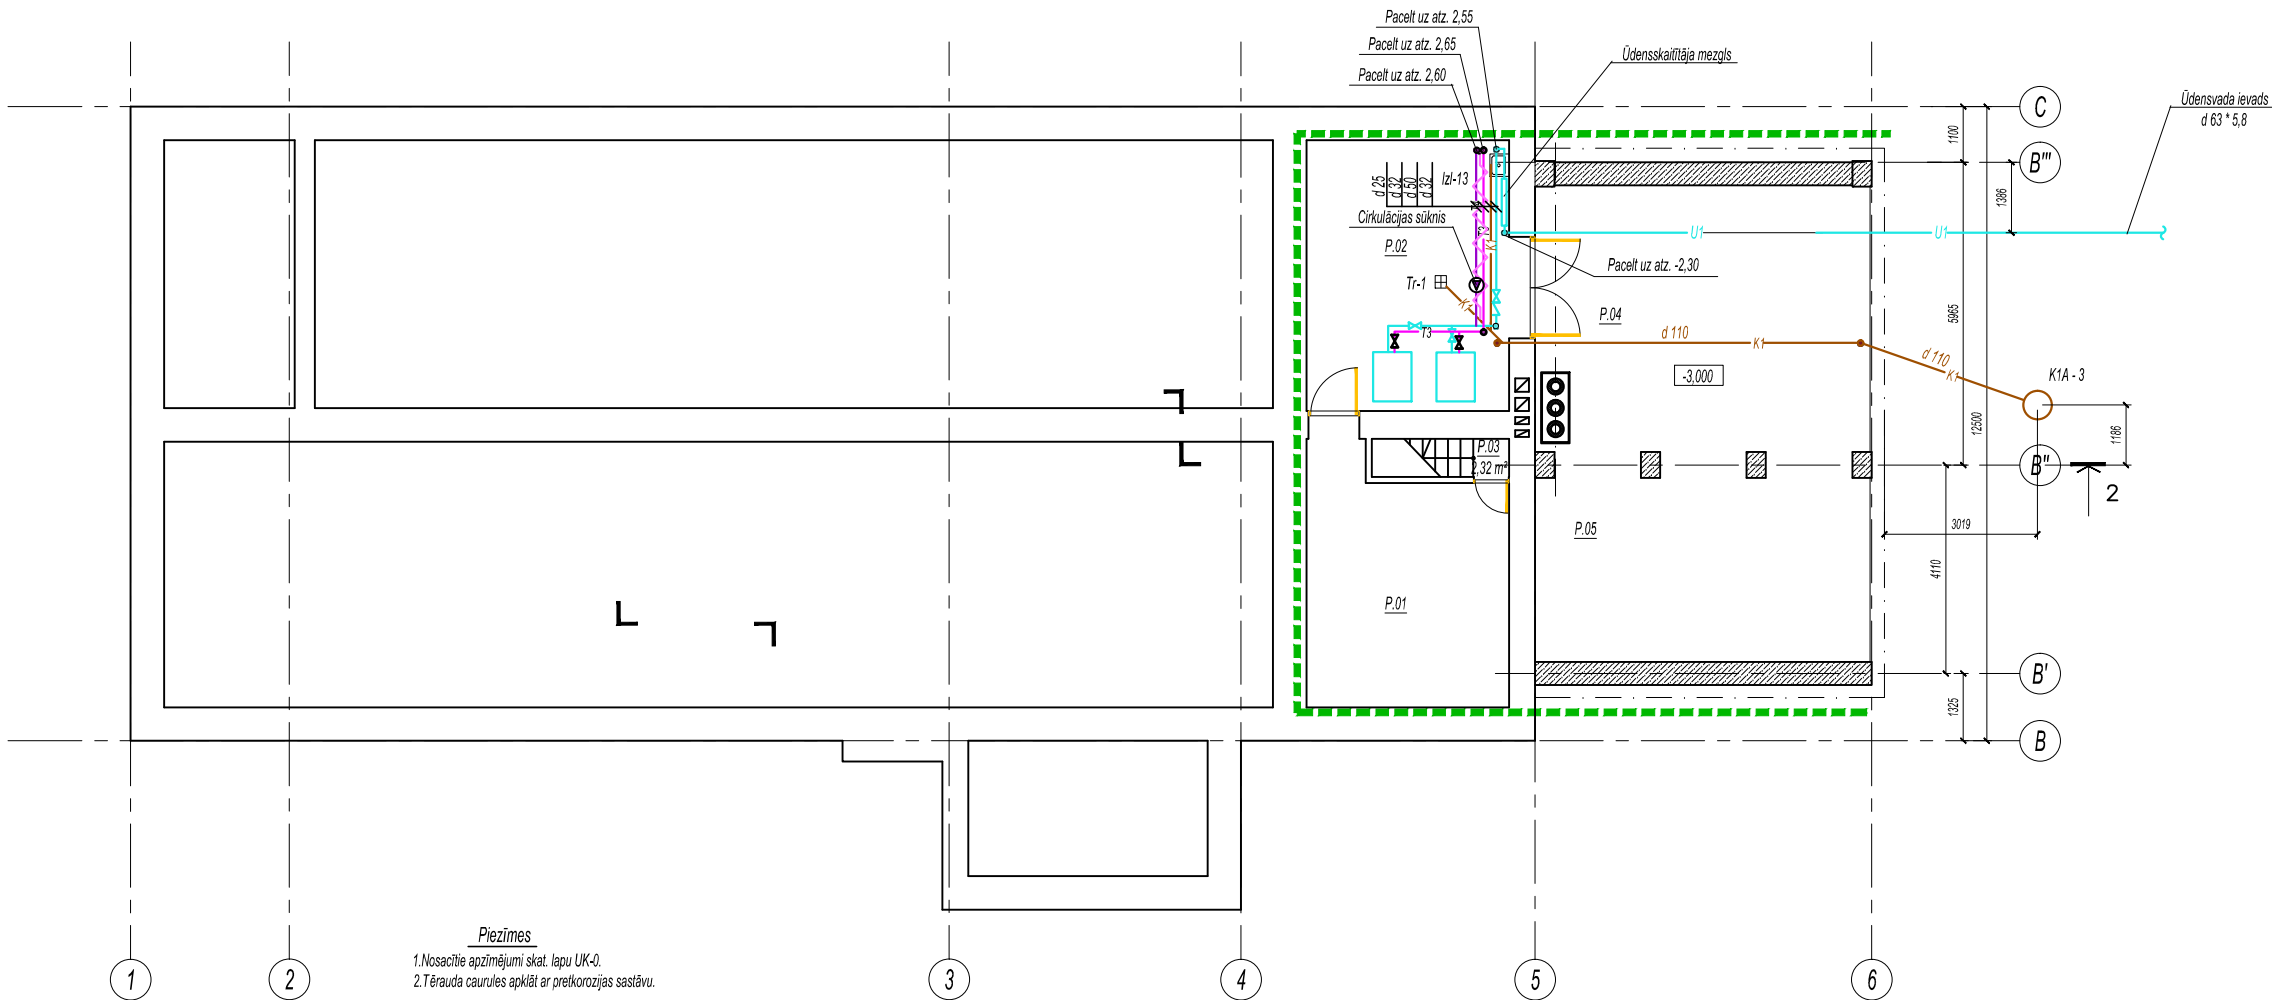 Pacelt uz atz. 2,55
Pacelt uz atz. 2,65
Pacelt uz atz. 2,60
Ūdensskaitītāja mezgls
Ūdensvada ievads
d 63 * 5,8
C
B'''
1100
1386
d 25
d 32
d 50
d 32
Izl-13
Cirkulācijas sūknis
P.02
T3
K1
U1
U1
Pacelt uz atz. -2,30
Tr-1
K1
T3
P.04
d 110
K1
d 110
K1
5965
-3,000
K1A - 3
12500
1186
P.03
2,32 m²
B''
2
P.05
3019
4110
P.01
B'
1325
B
Piezīmes
1.Nosacītie apzīmējumi skat. lapu UK-0.
2.Tērauda caurules apklāt ar pretkorozijas sastāvu.
1
2
3
4
5
6